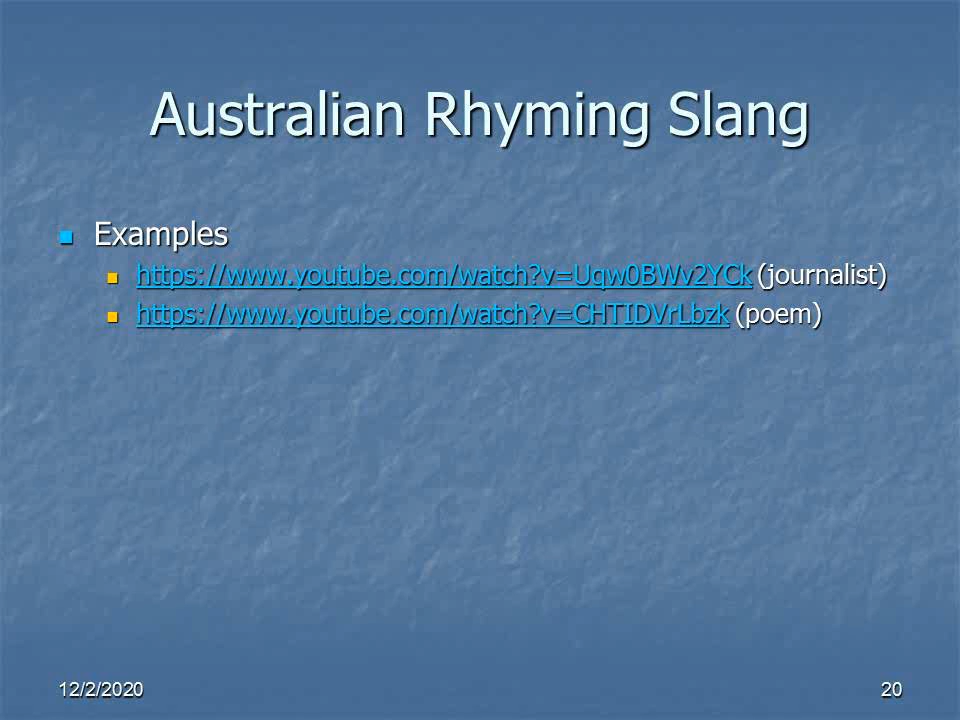 Australian Rhyming Slang
Examples
https://www.youtube.com/watch?v=Uqw0BWv2YCk (journalist)
https://www.youtube.com/watch?v=CHTIDVrLbzk (poem)
12/2/2020
20